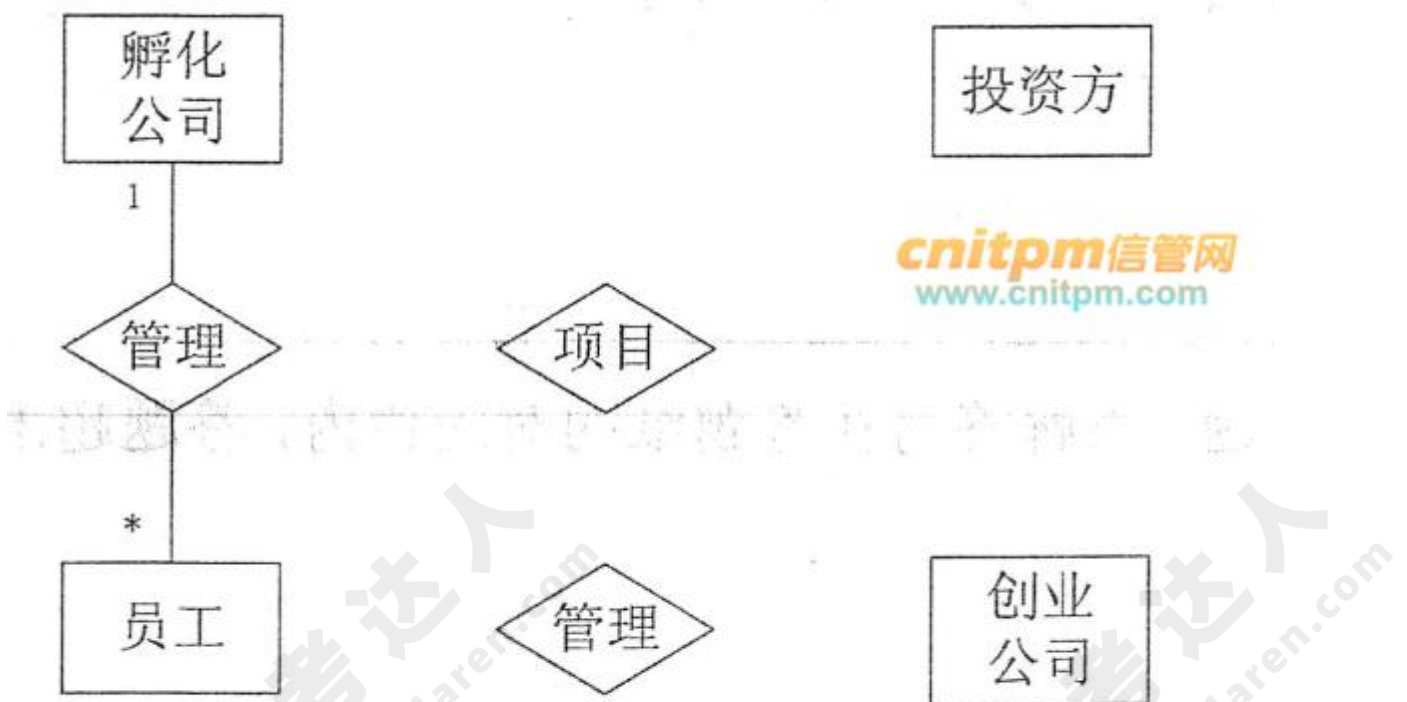 孵化
公司
投资方
1
cnitpm信管网
www.cnitpm.com
管理
项目
*
员工
管理
创业
公司